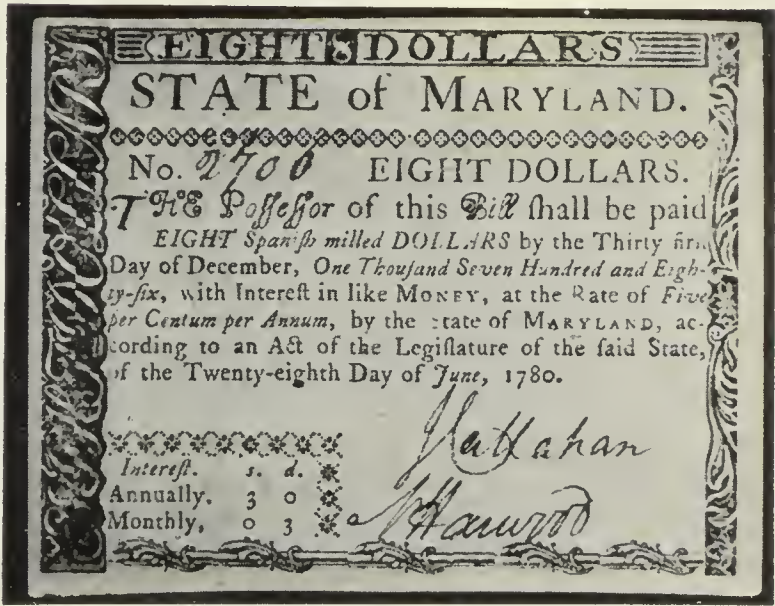 EIGHT 8 DOLLARS
STATE of MARYLAND.
No. 2706 EIGHT DOLLARS.
THE Poſſeſſor of this Bill ſhall be paid
EIGHT Spaniſh milled DOLLARS by the Thirty firſt
Day of December, One Thouſand Seven Hundred and Eigh-
ty-ſix, with Intereſt in like MONEY, at the Rate of Five
per Centum per Annum, by the State of MARYLAND, ac-
cording to an Act of the Legiſlature of the ſaid State,
of the Twenty-eighth Day of June, 1780.
Callahan
Intereſt. s. d.
Annually. 3 0
Monthly, 0 3
Harwood